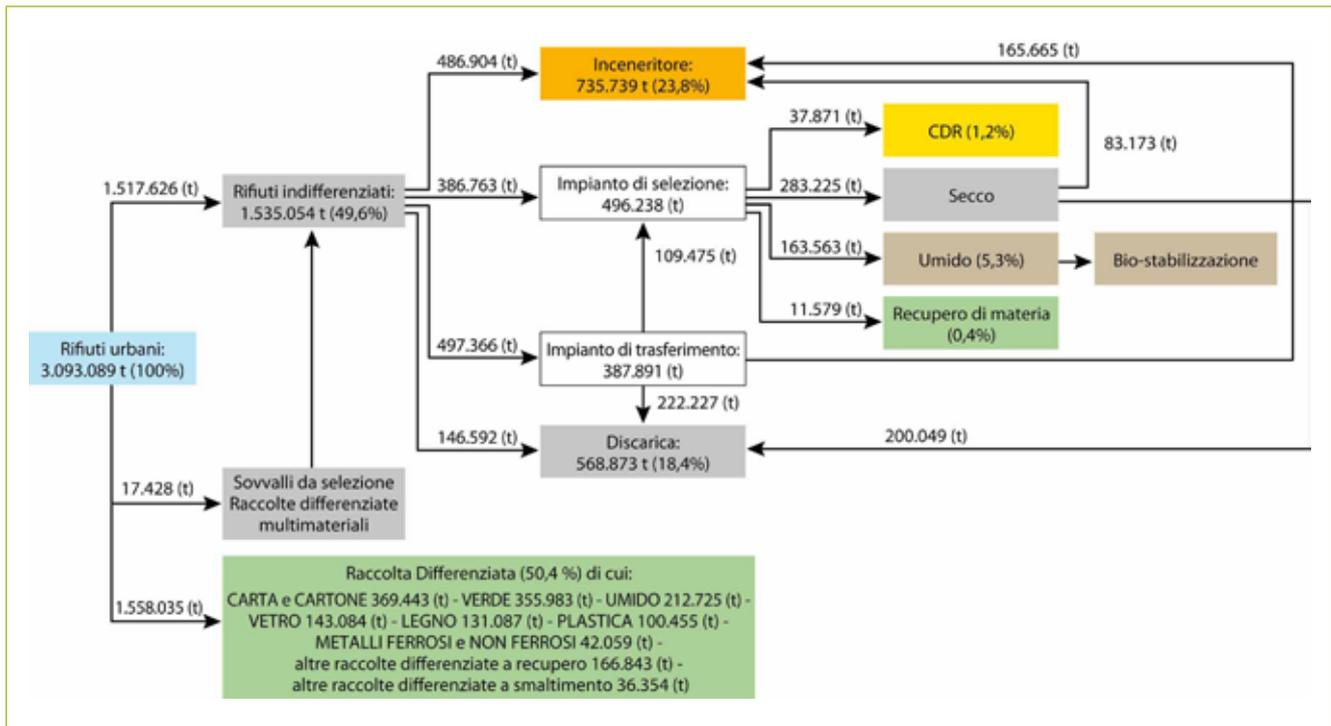 165.665 (t)
486.904 (t)
Inceneritore:
735.739 t (23,8%)
37.871 (t)
CDR (1,2%)
83.173 (t)
1.517.626 (t)
Rifiuti indifferenziati:
1.535.054 t (49,6%)
386.763 (t)
Impianto di selezione:
496.238 (t)
283.225 (t)
Secco
109.475 (t)
163.563 (t)
Umido (5,3%)
Bio-stabilizzazione
11.579 (t)
Recupero di materia
(0,4%)
Rifiuti urbani:
3.093.089 t (100%)
497.366 (t)
Impianto di trasferimento:
387.891 (t)
222.227 (t)
146.592 (t)
Discarica:
568.873 t (18,4%)
200.049 (t)
17.428 (t)
Sovvalli da selezione
Raccolte differenziate
multimateriali
1.558.035 (t)
Raccolta Differenziata (50,4 %) di cui:
CARTA e CARTONE 369.443 (t) - VERDE 355.983 (t) - UMIDO 212.725 (t) -
VETRO 143.084 (t) - LEGNO 131.087 (t) - PLASTICA 100.455 (t) -
METALLI FERROSI e NON FERROSI 42.059 (t) -
altre raccolte differenziate a recupero 166.843 (t) -
altre raccolte differenziate a smaltimento 36.354 (t)